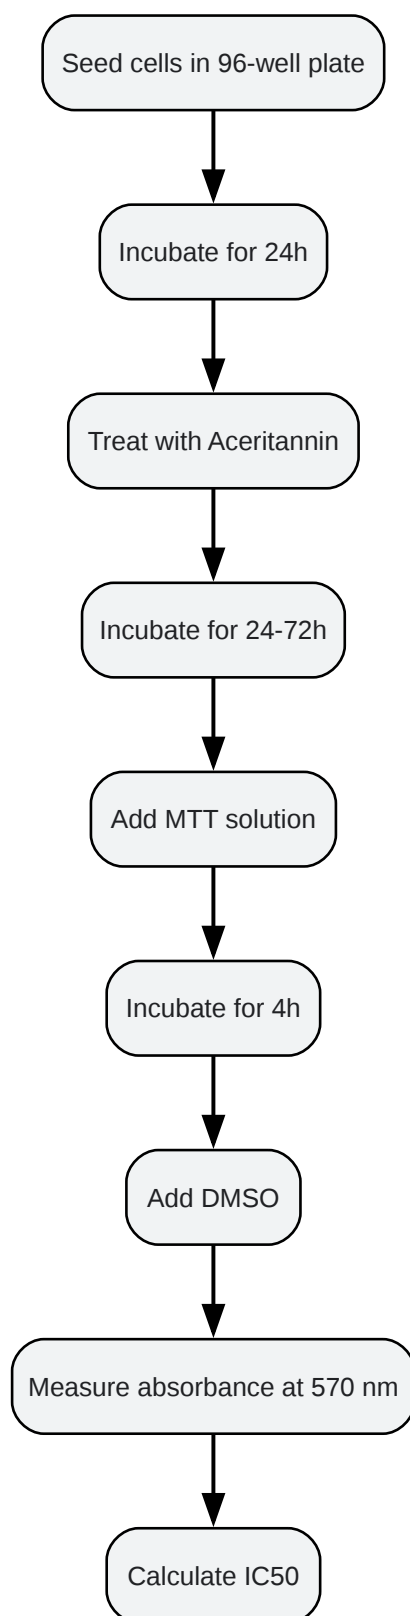 Seed cells in 96-well plate
Incubate for 24h
Treat with Aceritannin
Incubate for 24-72h
Add MTT solution
Incubate for 4h
Add DMSO
Measure absorbance at 570 nm
Calculate IC50